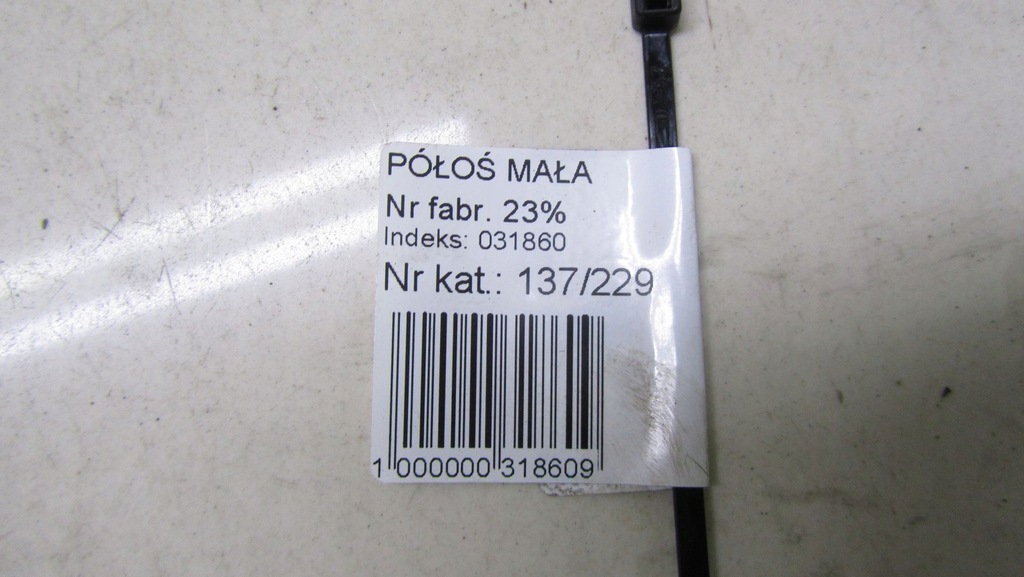 PÓŁOŚ MAŁA
Nr fabr. 23%
Indeks: 031860
Nr kat.: 137/229
1 000000 318609